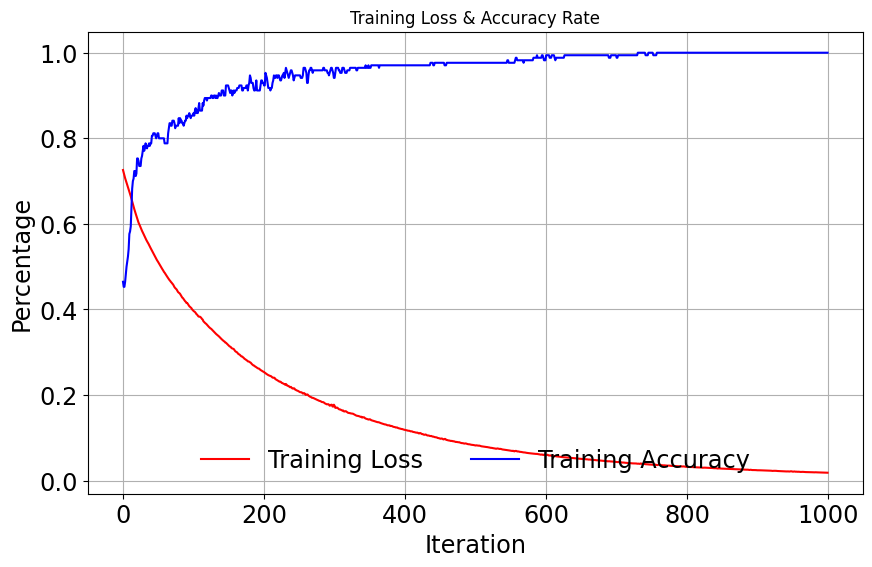 Training Loss & Accuracy Rate
1.0
0.8
0.6
0.4
0.2
0.0
Percentage
Training Loss
Training Accuracy
0 200 400 600 800 1000
Iteration